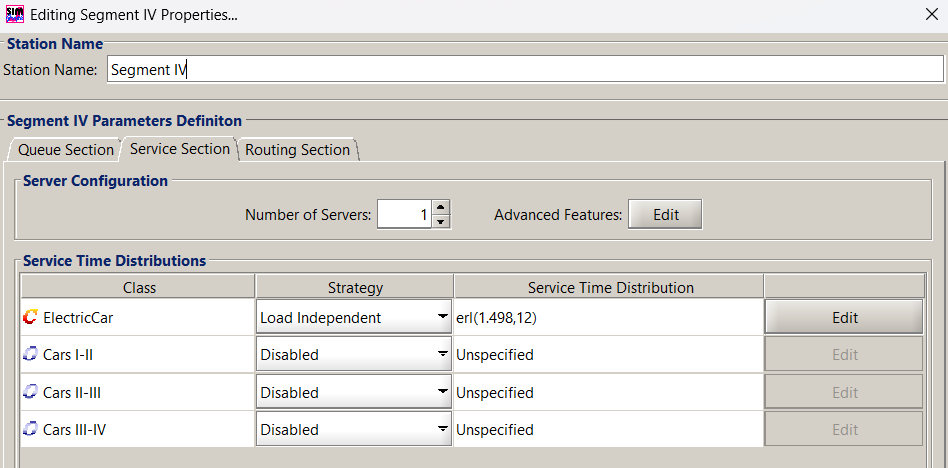 Editing Segment IV Properties...
Station Name
Station Name: Segment IV
Segment IV Parameters Definiton
Queue Section Service Section Routing Section
Server Configuration
Number of Servers: 1 Advanced Features: Edit
Service Time Distributions
Class Strategy Service Time Distribution
ElectricCar Load Independent erl(1.498,12) Edit
Cars I-II Disabled Unspecified Edit
Cars II-III Disabled Unspecified Edit
Cars III-IV Disabled Unspecified Edit